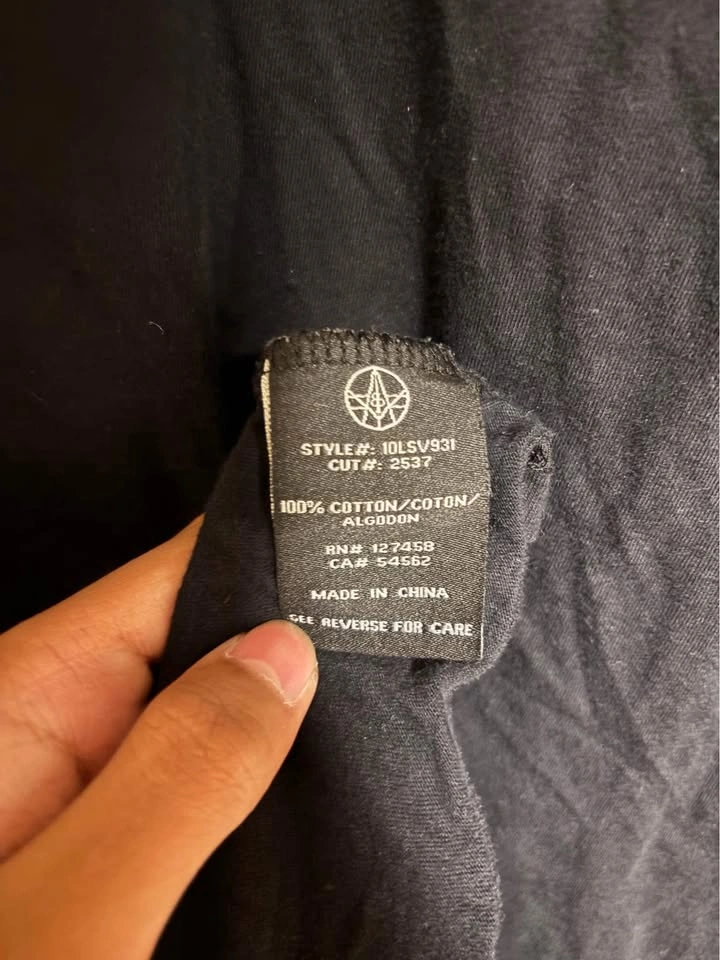 STYLE#: 10LSV931
CUT#: 2537
100% COTTON/COTON/
ALGODON
RN# 127458
CA# 54562
MADE IN CHINA
SEE REVERSE FOR CARE